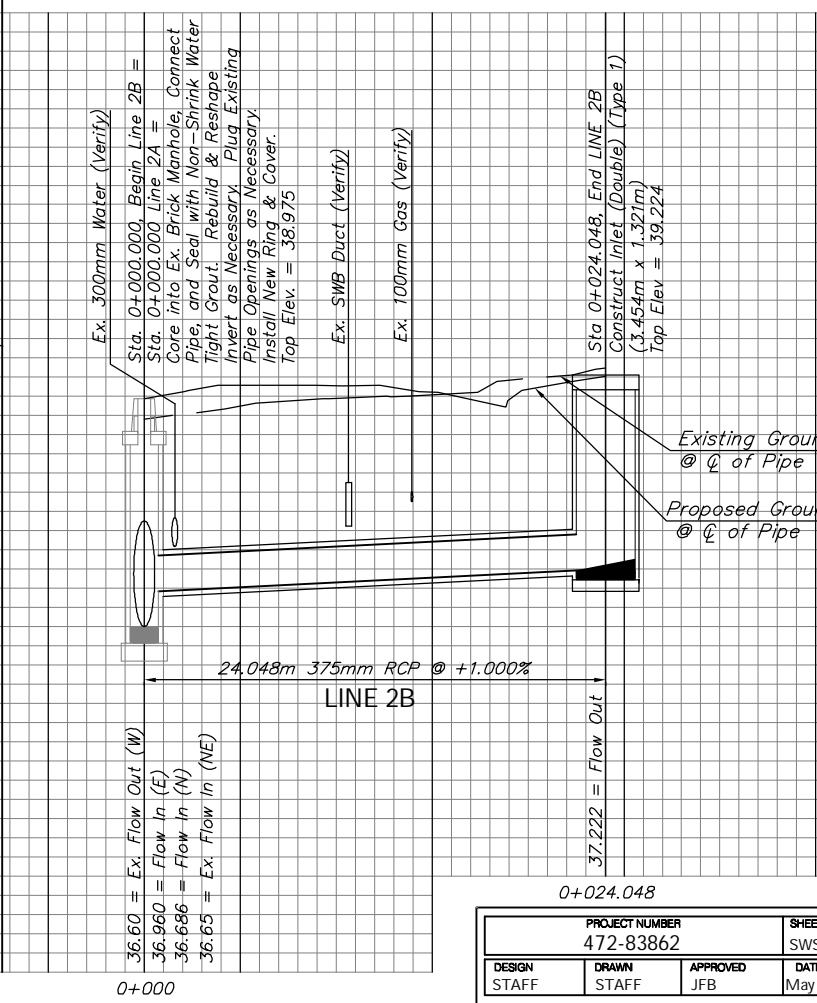 Ex. 300mm Water (Verify)
Sta. 0+000.000, Begin Line 2B =
Sta. 0+000.000 Line 2A =
Core into Ex. Brick Manhole, Connect
Pipe, and Seal with Non-Shrink Water
Tight Grout. Rebuild & Reshape
Invert as Necessary. Plug Existing
Pipe Openings as Necessary.
Install New Ring & Cover.
Top Elev. = 38.975
Ex. SWB Duct (Verify)
Ex. 100mm Gas (Verify)
Sta 0+024.048, End LINE 2B
Construct Inlet (Double) (Type 1)
(3.454m x 1.321m)
Top Elev = 39.224
Existing Groun
@ ℄ of Pipe
Proposed Grou
@ ℄ of Pipe
24.048m 375mm RCP @ +1.000%
LINE 2B
36.60 = Ex. Flow Out (W)
36.960 = Flow In (E)
36.686 = Flow In (N)
36.65 = Ex. Flow In (NE)
37.222 = Flow Out
0+000
0+024.048
PROJECT NUMBER
472-83862
SHEE
SWS
DESIGN
STAFF
DRAWN
STAFF
APPROVED
JFB
DAT
May